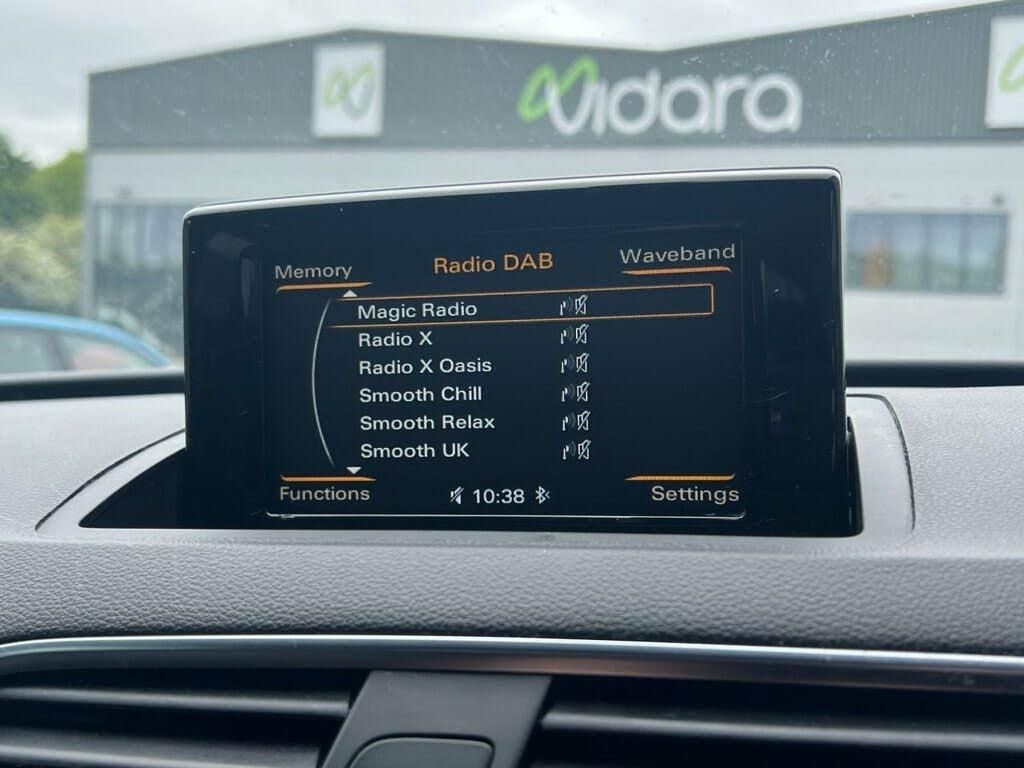 Vidara
Memory
Radio DAB
Waveband
Magic Radio
Radio X
Radio X Oasis
Smooth Chill
Smooth Relax
Smooth UK
Functions
10:38
Settings